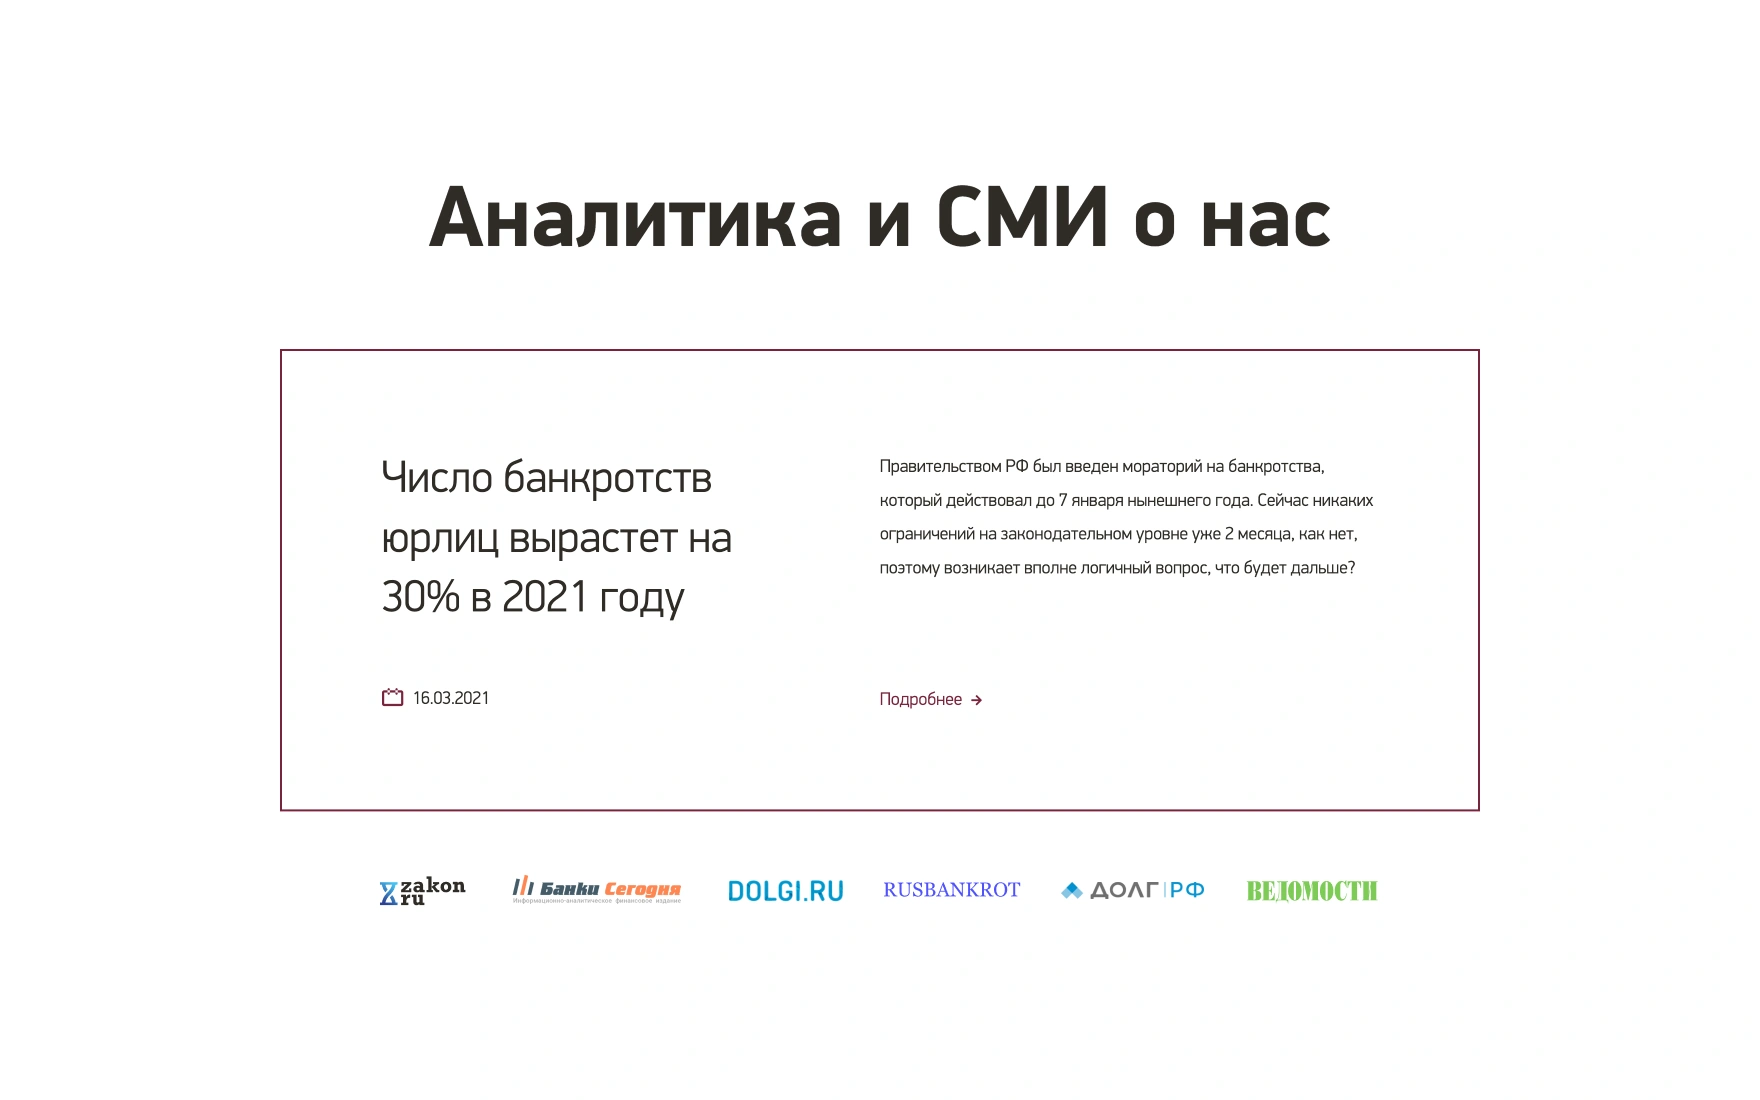 Аналитика и СМИ о нас
Число банкротств
юрлиц вырастет на
30% в 2021 году
16.03.2021
Правительством РФ был введен мораторий на банкротства,
который действовал до 7 января нынешнего года. Сейчас никаких
ограничений на законодательном уровне уже 2 месяца, как нет,
поэтому возникает вполне логичный вопрос, что будет дальше?
Подробнее →
zakon
ru
Банки Сегодня
Информационно-аналитическое финансовое издание
DOLGI.RU
RUSBANKROT
ДОЛГ|РФ
ВЕДОМОСТИ